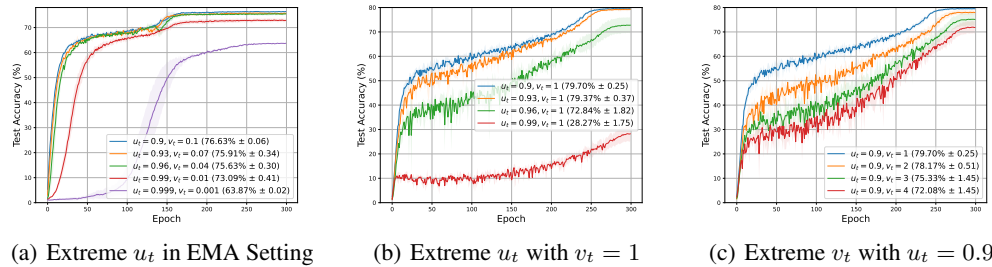 80
70
60
50
40
30
20
10
0
0 50 100 150 200 250 300
Test Accuracy (%)
Epoch
u_t = 0.9, v_t = 0.1 (76.63% ± 0.06)
u_t = 0.93, v_t = 0.07 (75.91% ± 0.34)
u_t = 0.96, v_t = 0.04 (75.63% ± 0.30)
u_t = 0.99, v_t = 0.01 (73.09% ± 0.41)
u_t = 0.999, v_t = 0.001 (63.87% ± 0.02)
(a) Extreme u_t in EMA Setting
80
70
60
50
40
30
20
10
0
0 50 100 150 200 250 300
Test Accuracy (%)
Epoch
u_t = 0.9, v_t = 1 (79.70% ± 0.25)
u_t = 0.93, v_t = 1 (79.37% ± 0.37)
u_t = 0.96, v_t = 1 (72.84% ± 1.82)
u_t = 0.99, v_t = 1 (28.27% ± 1.75)
(b) Extreme u_t with v_t = 1
80
70
60
50
40
30
20
10
0
0 50 100 150 200 250 300
Test Accuracy (%)
Epoch
u_t = 0.9, v_t = 1 (79.70% ± 0.25)
u_t = 0.9, v_t = 2 (78.17% ± 0.51)
u_t = 0.9, v_t = 3 (75.33% ± 1.45)
u_t = 0.9, v_t = 4 (72.08% ± 1.45)
(c) Extreme v_t with u_t = 0.9